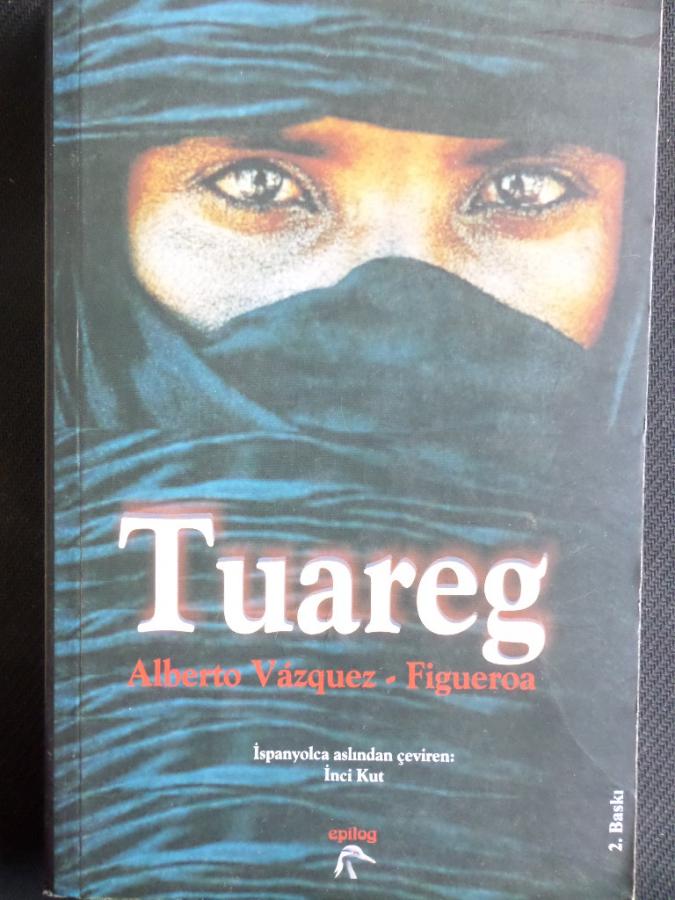 Tuareg
Alberto Vázquez - Figueroa
İspanyolca aslından çeviren:
İnci Kut
epilog
2. Baskı